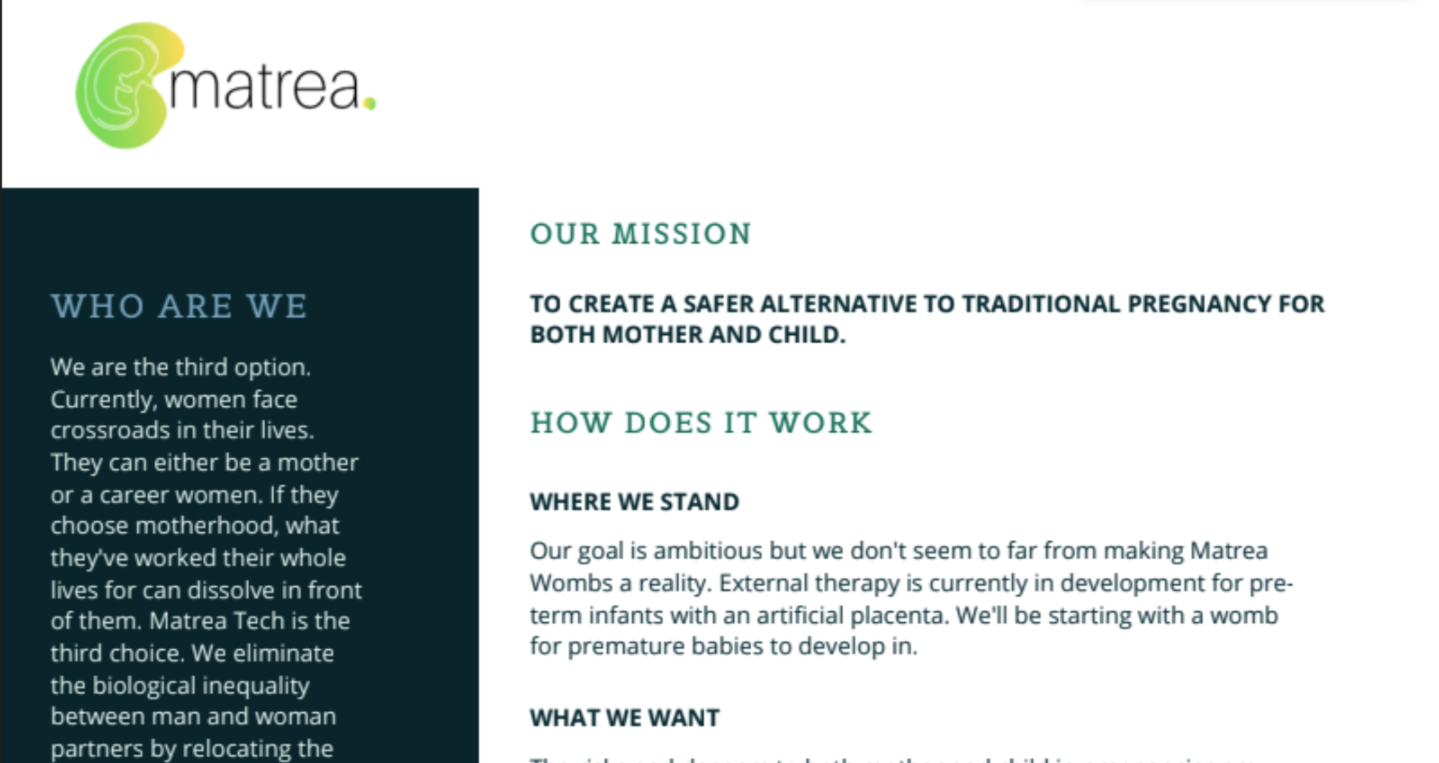 matrea.
WHO ARE WE
We are the third option.
Currently, women face
crossroads in their lives.
They can either be a mother
or a career women. If they
choose motherhood, what
they've worked their whole
lives for can dissolve in front
of them. Matrea Tech is the
third choice. We eliminate
the biological inequality
between man and woman
partners by relocating the
OUR MISSION
TO CREATE A SAFER ALTERNATIVE TO TRADITIONAL PREGNANCY FOR
BOTH MOTHER AND CHILD.
HOW DOES IT WORK
WHERE WE STAND
Our goal is ambitious but we don't seem to far from making Matrea
Wombs a reality. External therapy is currently in development for pre-
term infants with an artificial placenta. We'll be starting with a womb
for premature babies to develop in.
WHAT WE WANT